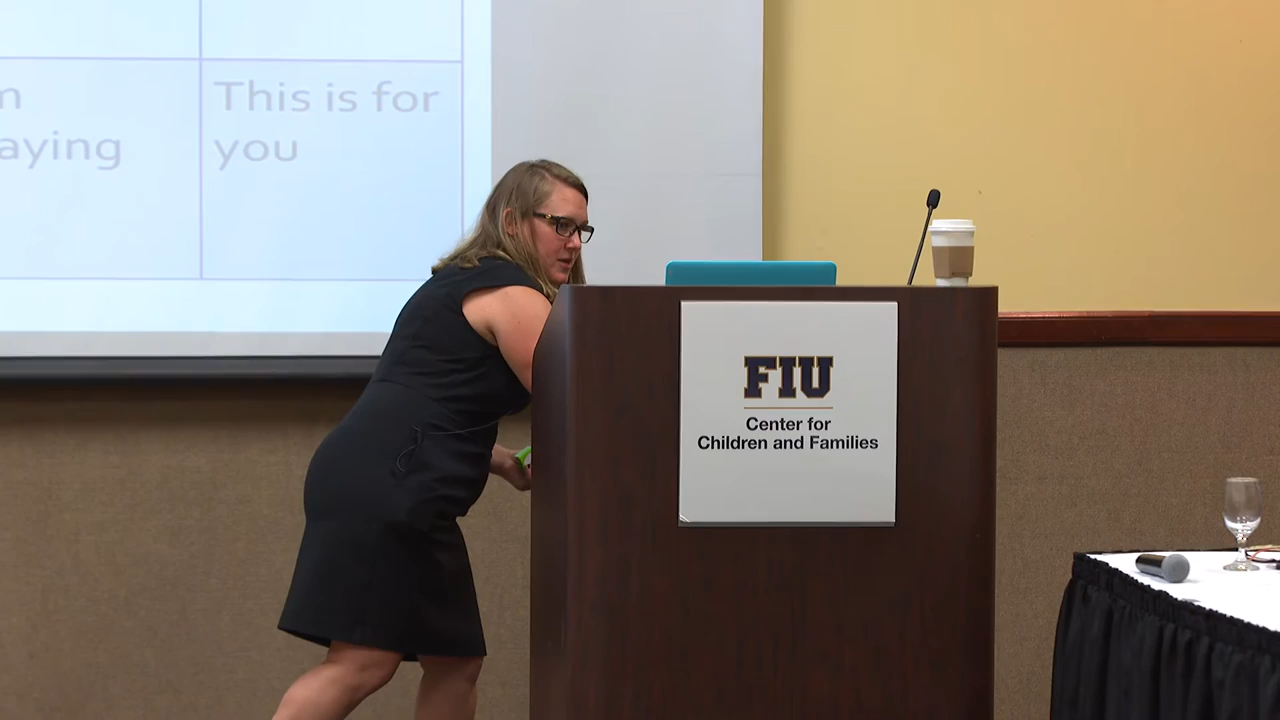 This is for
aying
you
FIU
Center for
Children and Families